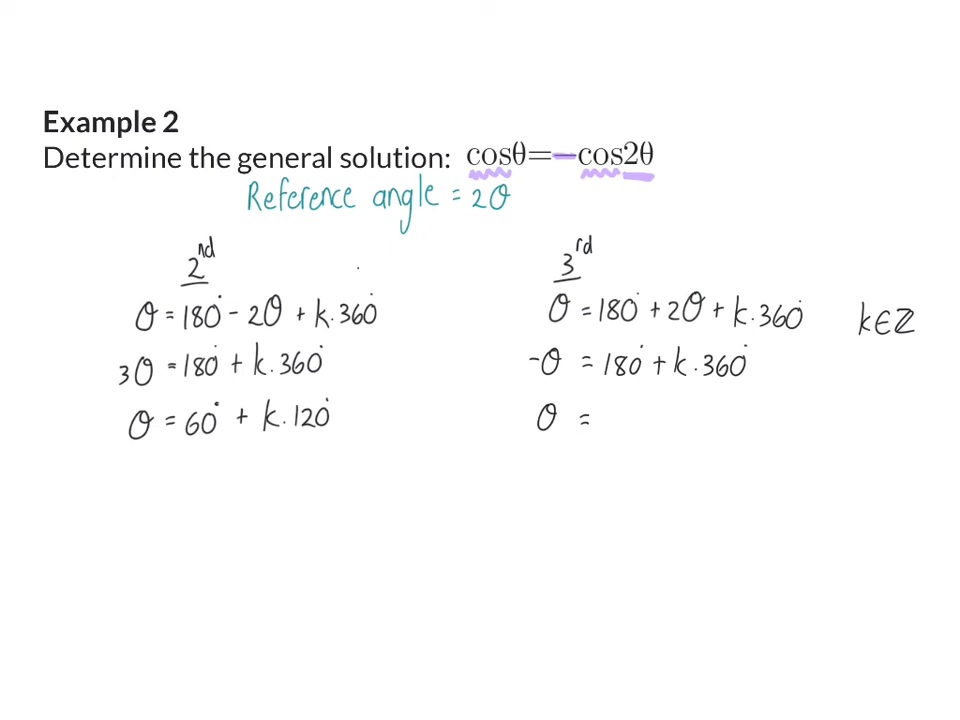 Example 2
Determine the general solution: cosθ=−cos2θ
Reference angle = 2θ
2nd
θ = 180° - 2θ + k.360°
3θ = 180° + k.360°
θ = 60° + k.120°
3rd
θ = 180° + 2θ + k.360° k∈ℤ
-θ = 180° + k.360°
θ =